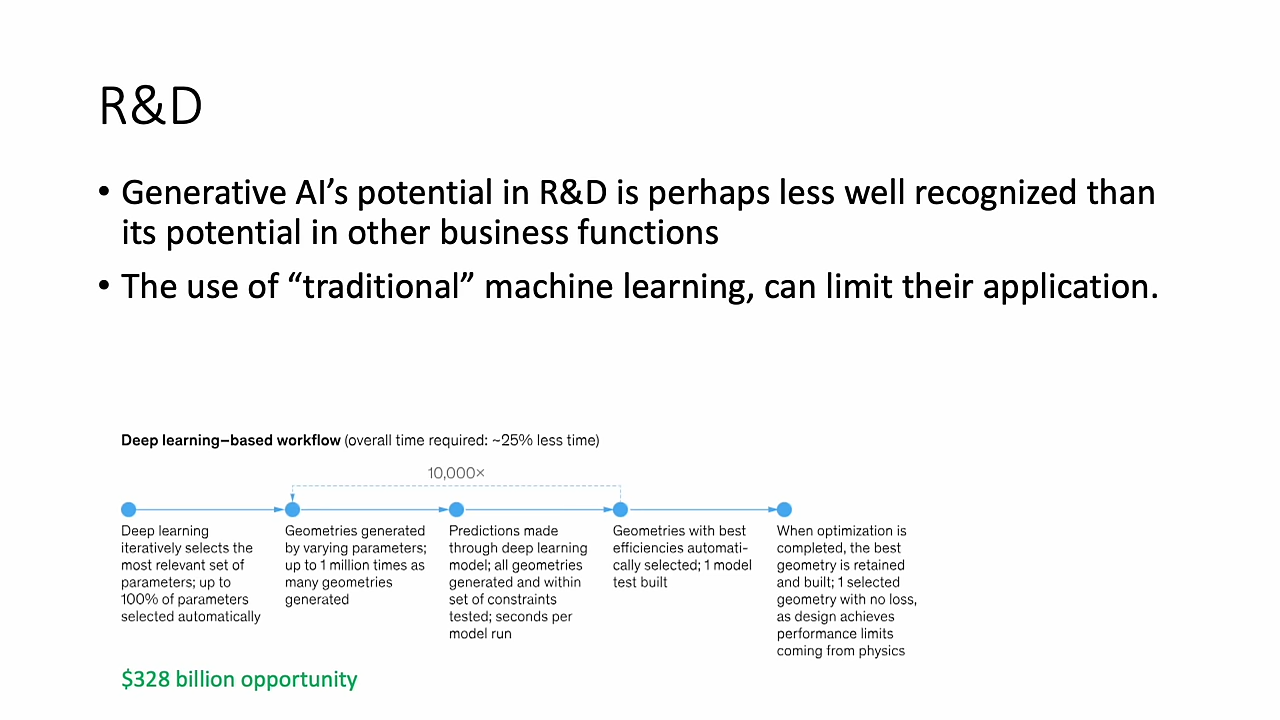 R&D
• Generative AI’s potential in R&D is perhaps less well recognized than
its potential in other business functions
• The use of “traditional” machine learning, can limit their application.
Deep learning–based workflow (overall time required: ~25% less time)
10,000×
Deep learning
iteratively selects the
most relevant set of
parameters; up to
100% of parameters
selected automatically
Geometries generated
by varying parameters;
up to 1 million times as
many geometries
generated
Predictions made
through deep learning
model; all geometries
generated and within
set of constraints
tested; seconds per
model run
Geometries with best
efficiencies automati-
cally selected; 1 model
test built
When optimization is
completed, the best
geometry is retained
and built; 1 selected
geometry with no loss,
as design achieves
performance limits
coming from physics
$328 billion opportunity